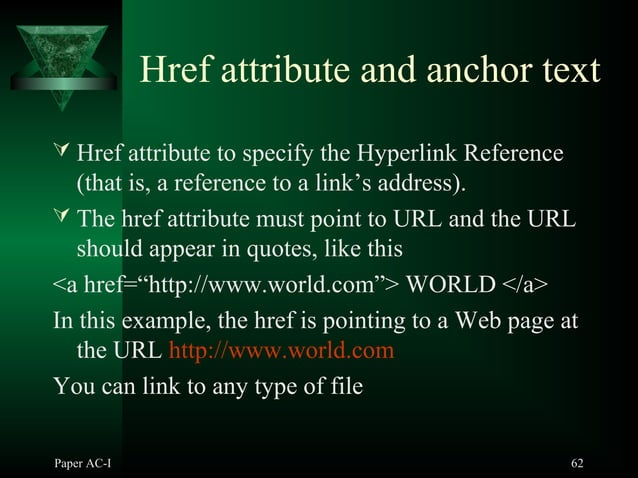 Href attribute and anchor text
Href attribute to specify the Hyperlink Reference
(that is, a reference to a link’s address).
The href attribute must point to URL and the URL
should appear in quotes, like this
<a href=“http://www.world.com”> WORLD </a>
In this example, the href is pointing to a Web page at
the URL http://www.world.com
You can link to any type of file
Paper AC-I
62